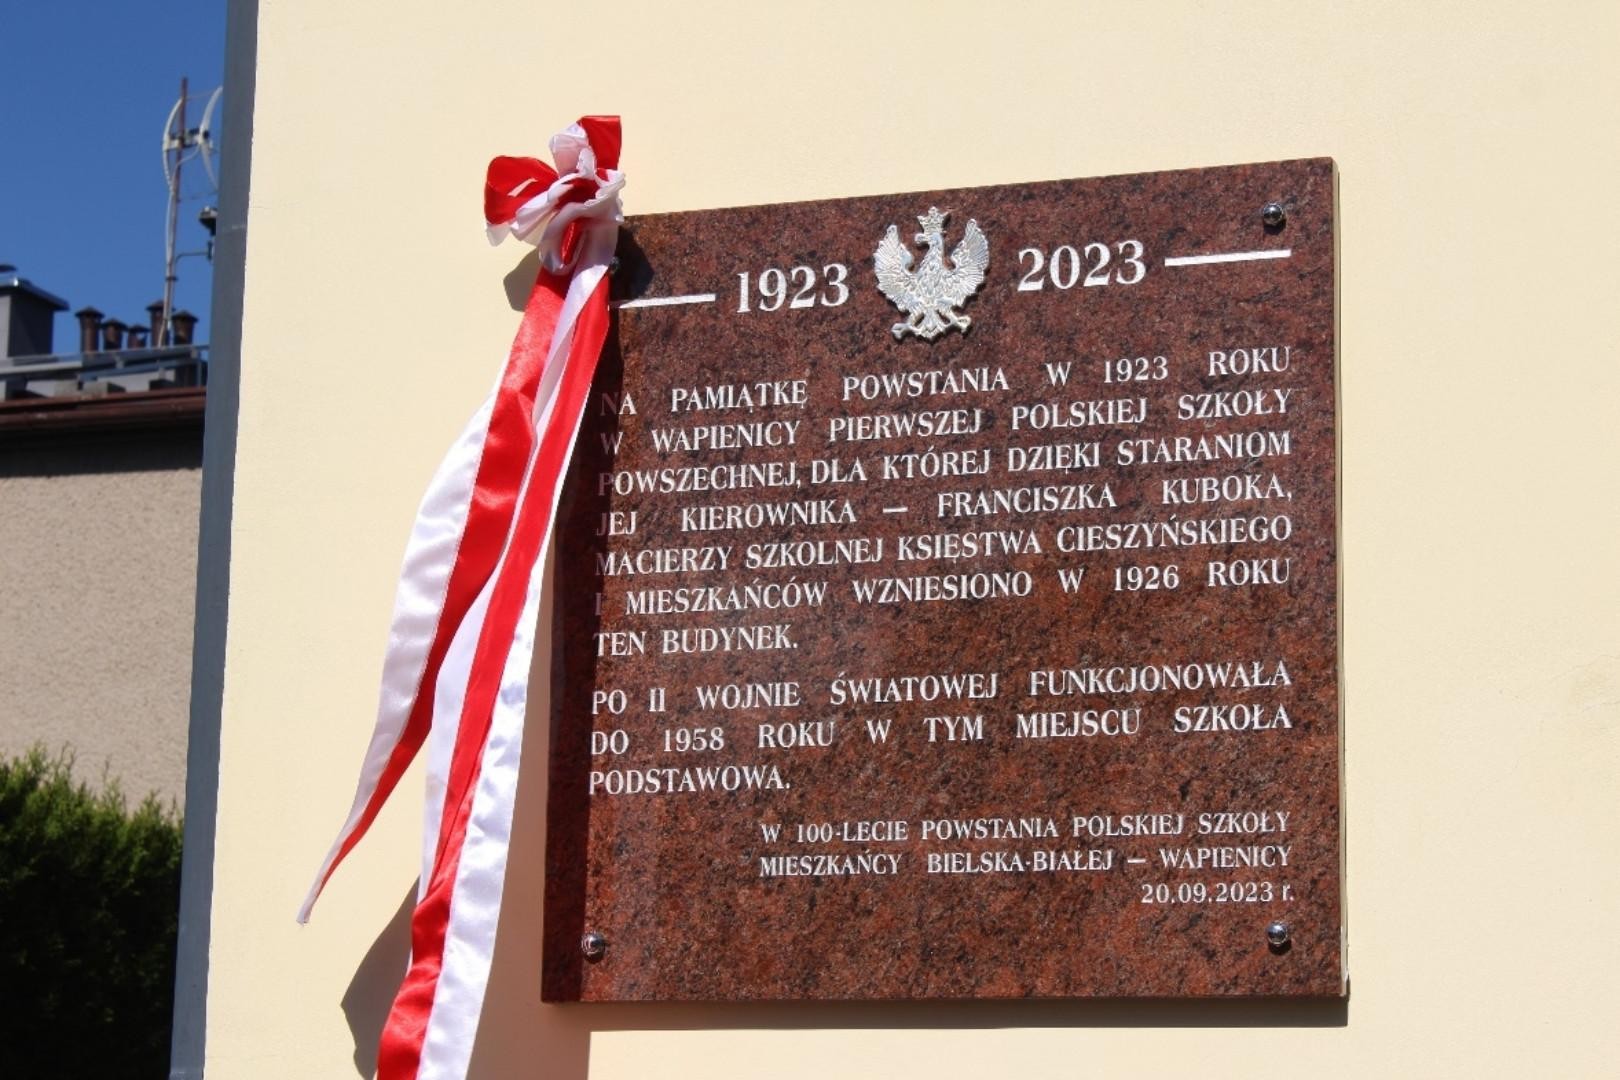 1923 2023
NA PAMIĄTKĘ POWSTANIA W 1923 ROKU
W WAPIENICY PIERWSZEJ POLSKIEJ SZKOŁY
POWSZECHNEJ, DLA KTÓREJ DZIĘKI STARANIOM
JEJ KIEROWNIKA — FRANCISZKA KUBOKA,
MACIERZY SZKOLNEJ KSIĘSTWA CIESZYŃSKIEGO
I MIESZKAŃCÓW WZNIESIONO W 1926 ROKU
TEN BUDYNEK.
PO II WOJNIE ŚWIATOWEJ FUNKCJONOWAŁA
DO 1958 ROKU W TYM MIEJSCU SZKOŁA
PODSTAWOWA.
W 100-LECIE POWSTANIA POLSKIEJ SZKOŁY
MIESZKAŃCY BIELSKA-BIAŁEJ — WAPIENICY
20.09.2023 r.